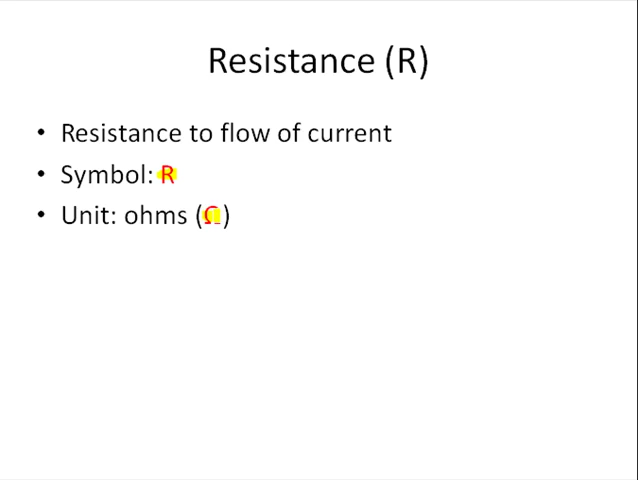 Resistance (R)
• Resistance to flow of current
• Symbol: R
• Unit: ohms (Ω)